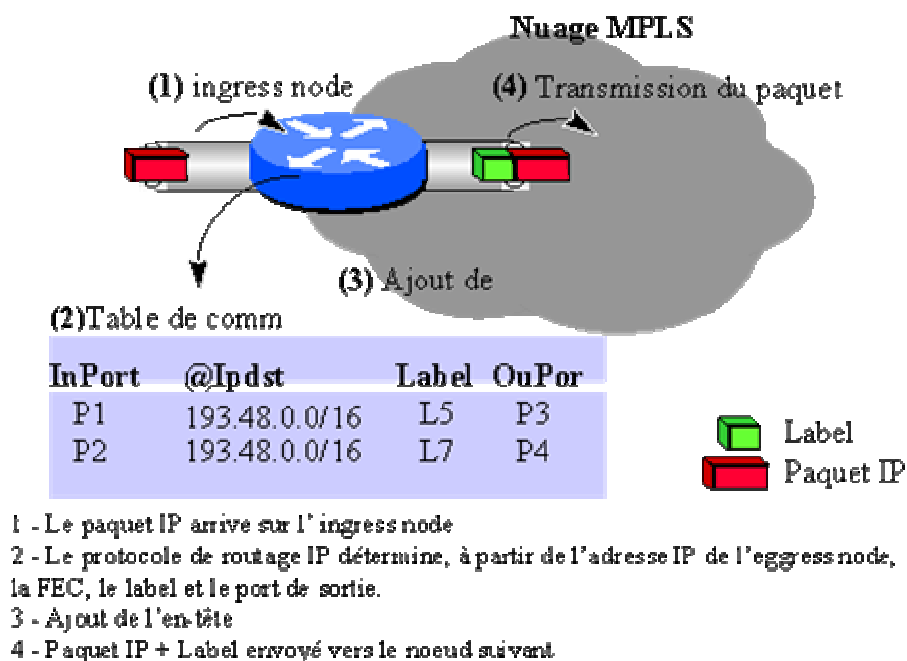 Nuage MPLS
(1) ingress node
(4) Transmission du paquet
(3) Ajout de
(2)Table de comm
InPort @Ipdst Label OuPor
P1 193.48.0.0/16 L5 P3
P2 193.48.0.0/16 L7 P4
Label
Paquet IP
1 - Le paquet IP arrive sur l'ingress node
2 - Le protocole de routage IP détermine, à partir de l'adresse IP de l'eggress node,
la FEC, le label et le port de sortie.
3 - Ajout de l'en-tête
4 - Paquet IP + Label envoyé vers le noeud suivant